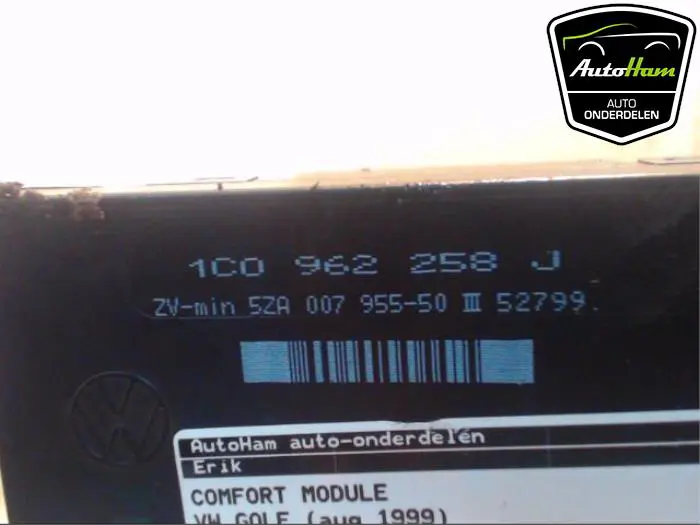 AutoHam
AUTO
ONDERDELEN
1C0 962 258 J
ZV-min 5ZA 007 955-50 III 52799.
AutoHam auto-onderdelen
Erik
COMFORT MODULE
VW GOLF (aug 1999)